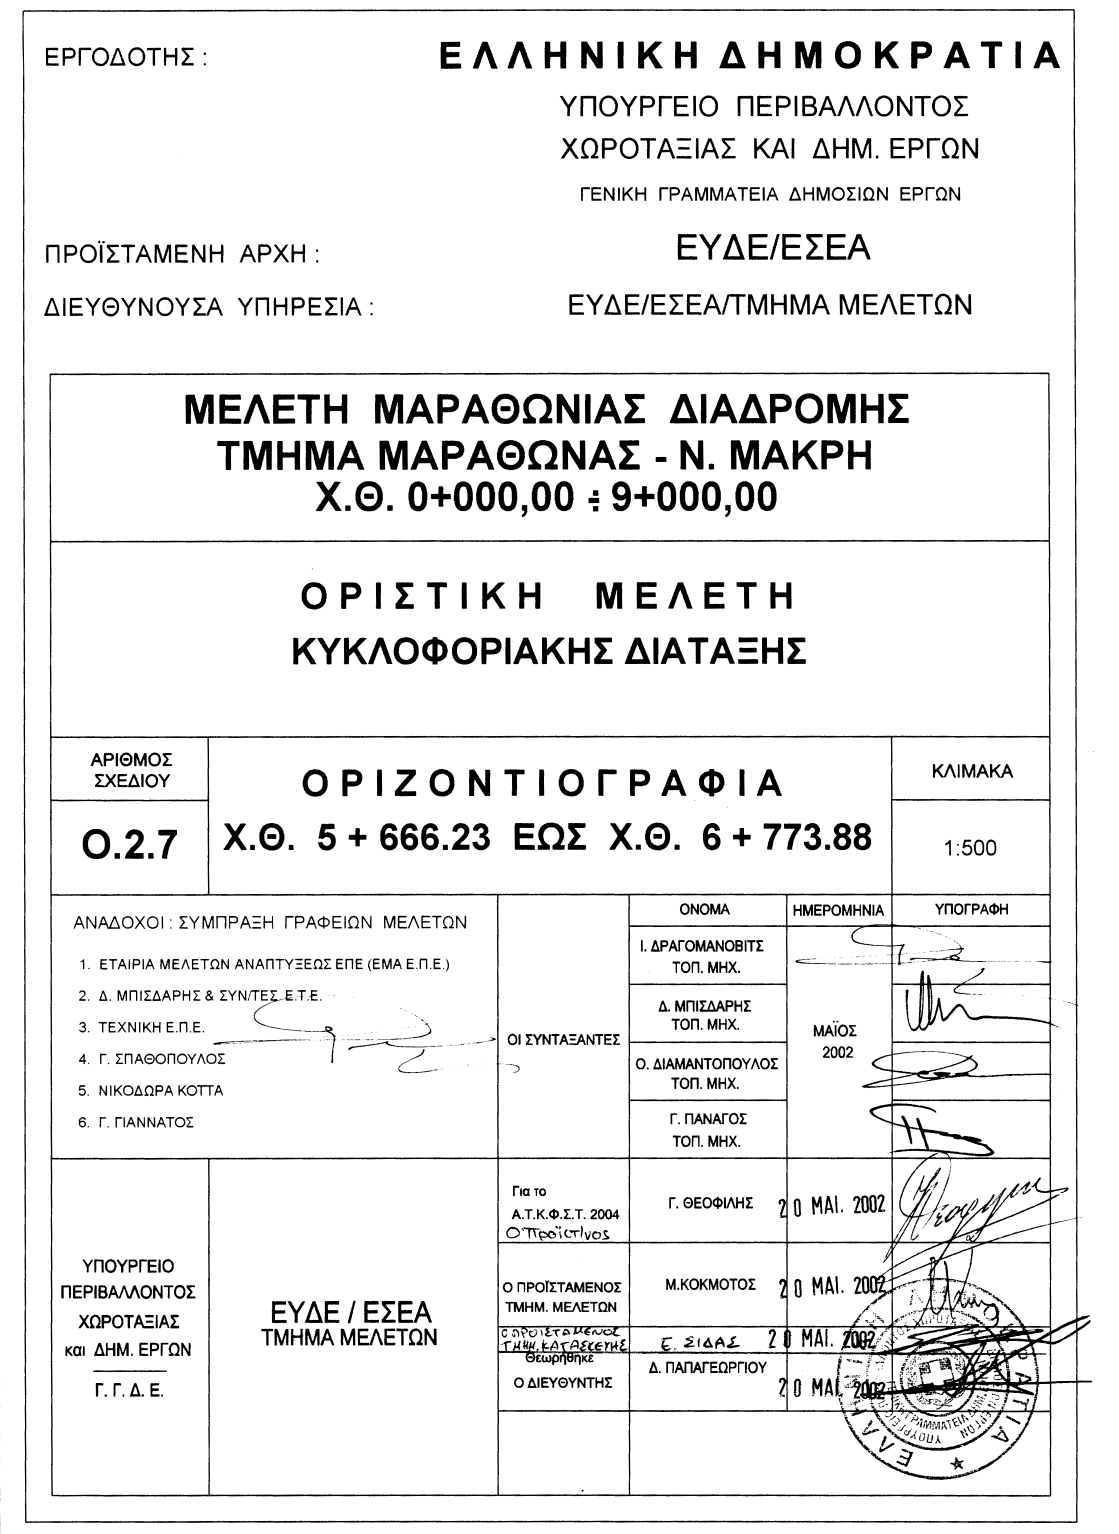 ΕΡΓΟΔΟΤΗΣ :
ΕΛΛΗΝΙΚΗ ΔΗΜΟΚΡΑΤΙΑ
ΥΠΟΥΡΓΕΙΟ ΠΕΡΙΒΑΛΛΟΝΤΟΣ
ΧΩΡΟΤΑΞΙΑΣ ΚΑΙ ΔΗΜ. ΕΡΓΩΝ
ΓΕΝΙΚΗ ΓΡΑΜΜΑΤΕΙΑ ΔΗΜΟΣΙΩΝ ΕΡΓΩΝ
ΠΡΟΪΣΤΑΜΕΝΗ ΑΡΧΗ :
ΕΥΔΕ/ΕΣΕΑ
ΔΙΕΥΘΥΝΟΥΣΑ ΥΠΗΡΕΣΙΑ :
ΕΥΔΕ/ΕΣΕΑ/ΤΜΗΜΑ ΜΕΛΕΤΩΝ
ΜΕΛΕΤΗ ΜΑΡΑΘΩΝΙΑΣ ΔΙΑΔΡΟΜΗΣ
ΤΜΗΜΑ ΜΑΡΑΘΩΝΑΣ - Ν. ΜΑΚΡΗ
Χ.Θ. 0+000,00 ÷ 9+000,00
ΟΡΙΣΤΙΚΗ ΜΕΛΕΤΗ
ΚΥΚΛΟΦΟΡΙΑΚΗΣ ΔΙΑΤΑΞΗΣ
ΑΡΙΘΜΟΣ
ΣΧΕΔΙΟΥ
Ο.2.7
ΟΡΙΖΟΝΤΙΟΓΡΑΦΙΑ
Χ.Θ. 5 + 666.23 ΕΩΣ Χ.Θ. 6 + 773.88
ΚΛΙΜΑΚΑ
1:500
ΑΝΑΔΟΧΟΙ : ΣΥΜΠΡΑΞΗ ΓΡΑΦΕΙΩΝ ΜΕΛΕΤΩΝ
1. ΕΤΑΙΡΙΑ ΜΕΛΕΤΩΝ ΑΝΑΠΤΥΞΕΩΣ ΕΠΕ (ΕΜΑ Ε.Π.Ε.)
2. Δ. ΜΠΙΣΔΑΡΗΣ & ΣΥΝ/ΤΕΣ Ε.Τ.Ε.
3. ΤΕΧΝΙΚΗ Ε.Π.Ε.
4. Γ. ΣΠΑΘΟΠΟΥΛΟΣ
5. ΝΙΚΟΔΩΡΑ ΚΟΤΤΑ
6. Γ. ΓΙΑΝΝΑΤΟΣ
ΟΙ ΣΥΝΤΑΞΑΝΤΕΣ
ΟΝΟΜΑ
ΗΜΕΡΟΜΗΝΙΑ
ΥΠΟΓΡΑΦΗ
Ι. ΔΡΑΓΟΜΑΝΟΒΙΤΣ
ΤΟΠ. ΜΗΧ.
Δ. ΜΠΙΣΔΑΡΗΣ
ΤΟΠ. ΜΗΧ.
Ο. ΔΙΑΜΑΝΤΟΠΟΥΛΟΣ
ΤΟΠ. ΜΗΧ.
Γ. ΠΑΝΑΓΟΣ
ΤΟΠ. ΜΗΧ.
ΜΑΪΟΣ
2002
ΥΠΟΥΡΓΕΙΟ
ΠΕΡΙΒΑΛΛΟΝΤΟΣ
ΧΩΡΟΤΑΞΙΑΣ
και ΔΗΜ. ΕΡΓΩΝ
Γ. Γ. Δ. Ε.
ΕΥΔΕ / ΕΣΕΑ
ΤΜΗΜΑ ΜΕΛΕΤΩΝ
Για το
Α.Τ.Κ.Φ.Σ.Τ. 2004
Γ. ΘΕΟΦΙΛΗΣ
20 ΜΑΙ. 2002
Ο ΠΡΟΪΣΤΑΜΕΝΟΣ
ΤΜΗΜ. ΜΕΛΕΤΩΝ
Μ.ΚΟΚΜΟΤΟΣ
20 ΜΑΙ. 2002
Ο ΠΡΟΙΣΤΑΜΕΝΟΣ
ΤΜΗΜ. ΚΑΤΑΣΚΕΥΗΣ
Ε. ΣΙΔΑΣ
20 ΜΑΙ. 2002
Θεωρήθηκε
Ο ΔΙΕΥΘΥΝΤΗΣ
Δ. ΠΑΠΑΓΕΩΡΓΙΟΥ
20 ΜΑΙ. 2002